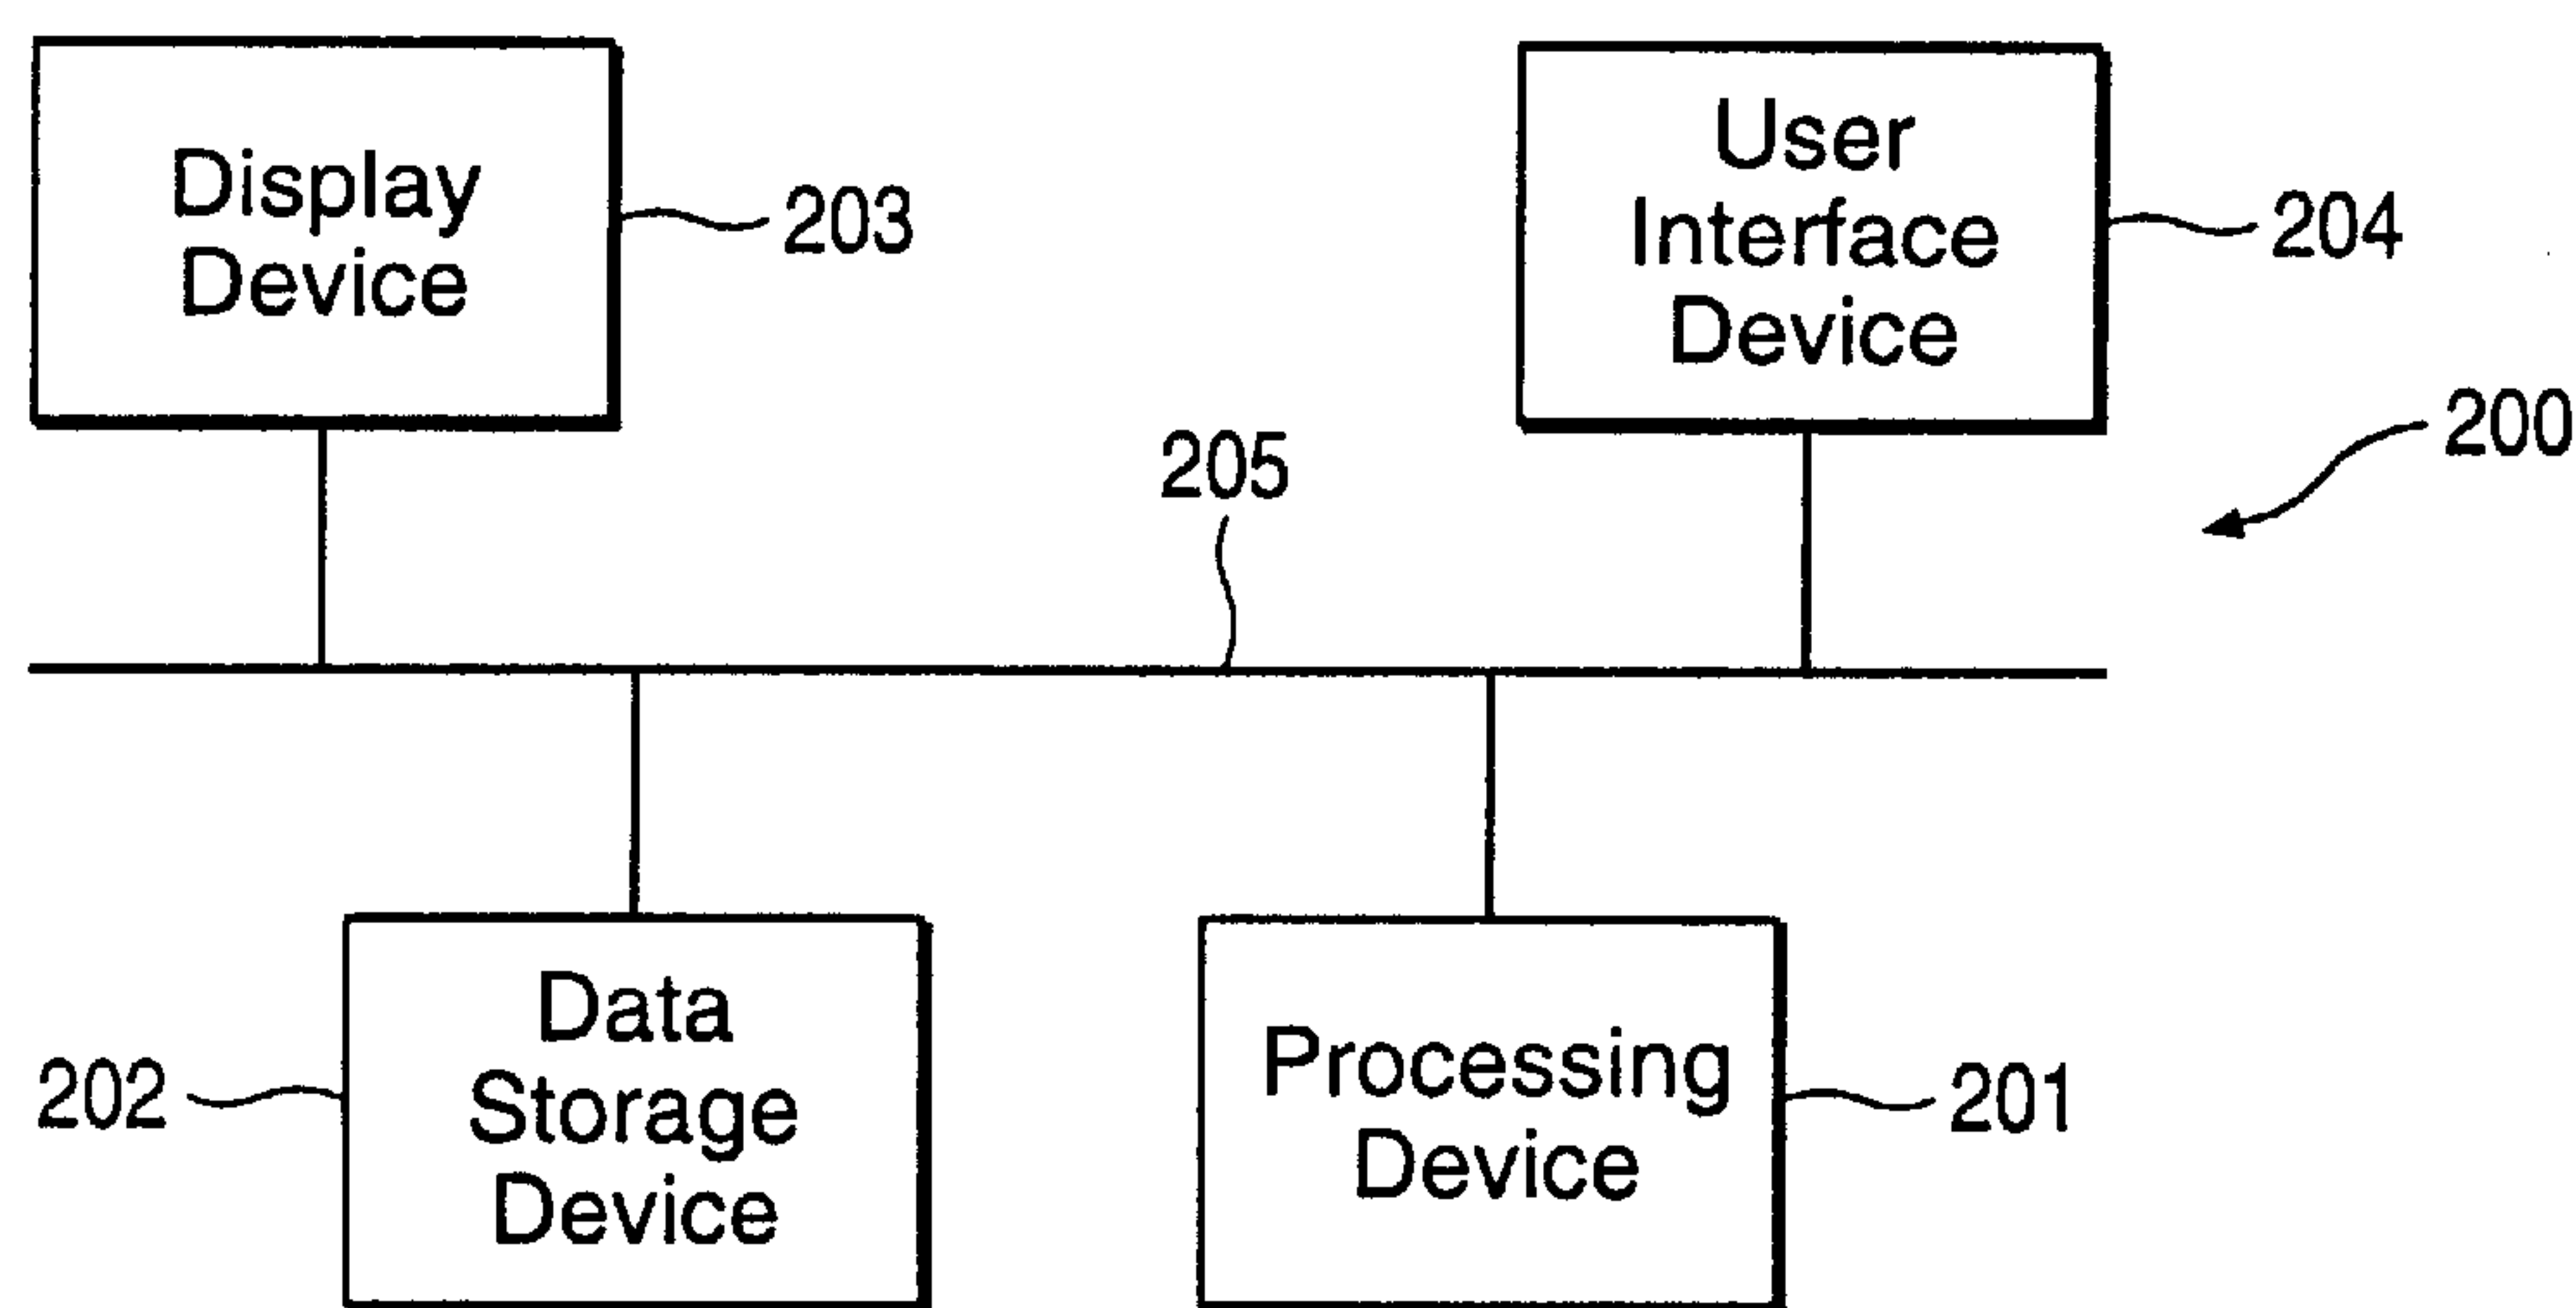 Display
Device
203
User
Interface
Device
204
200
205
Data
Storage
Device
202
Processing
Device
201